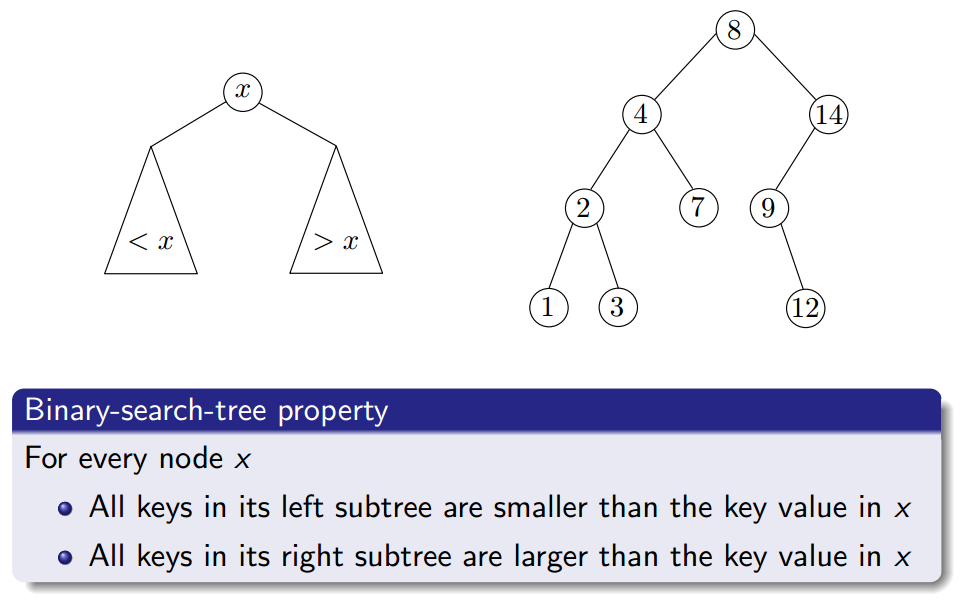 8
x
4
14
2
7
9
< x
> x
1
3
12
Binary-search-tree property
For every node x
All keys in its left subtree are smaller than the key value in x
All keys in its right subtree are larger than the key value in x